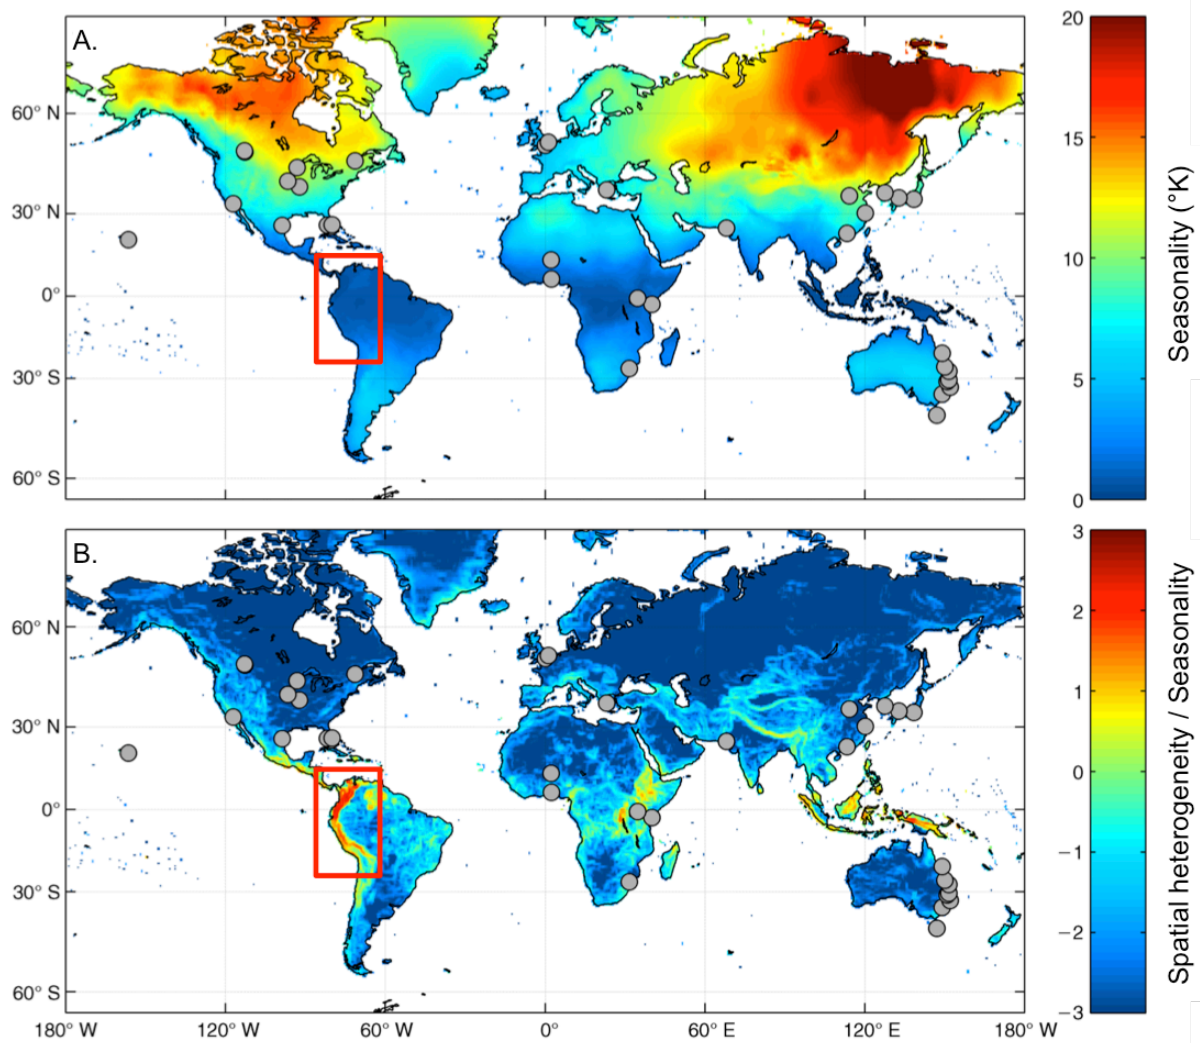 A.
60° N
30° N
0°
30° S
60° S
20
15
10
5
0
Seasonality (°K)
B.
60° N
30° N
0°
30° S
60° S
180° W
120° W
60° W
0°
60° E
120° E
180° W
3
2
1
0
−1
−2
−3
Spatial heterogeneity / Seasonality